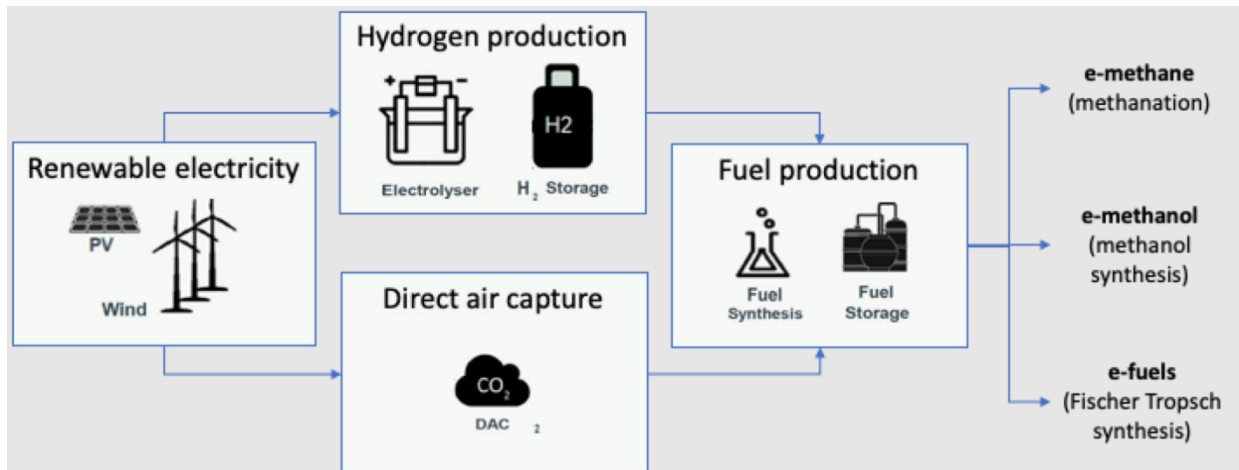 Hydrogen production
+ −
H2
Electrolyser
H₂ Storage
Renewable electricity
PV
Wind
Direct air capture
CO₂
DAC ₂
Fuel production
Fuel
Synthesis
Fuel
Storage
e-methane
(methanation)
e-methanol
(methanol
synthesis)
e-fuels
(Fischer Tropsch
synthesis)